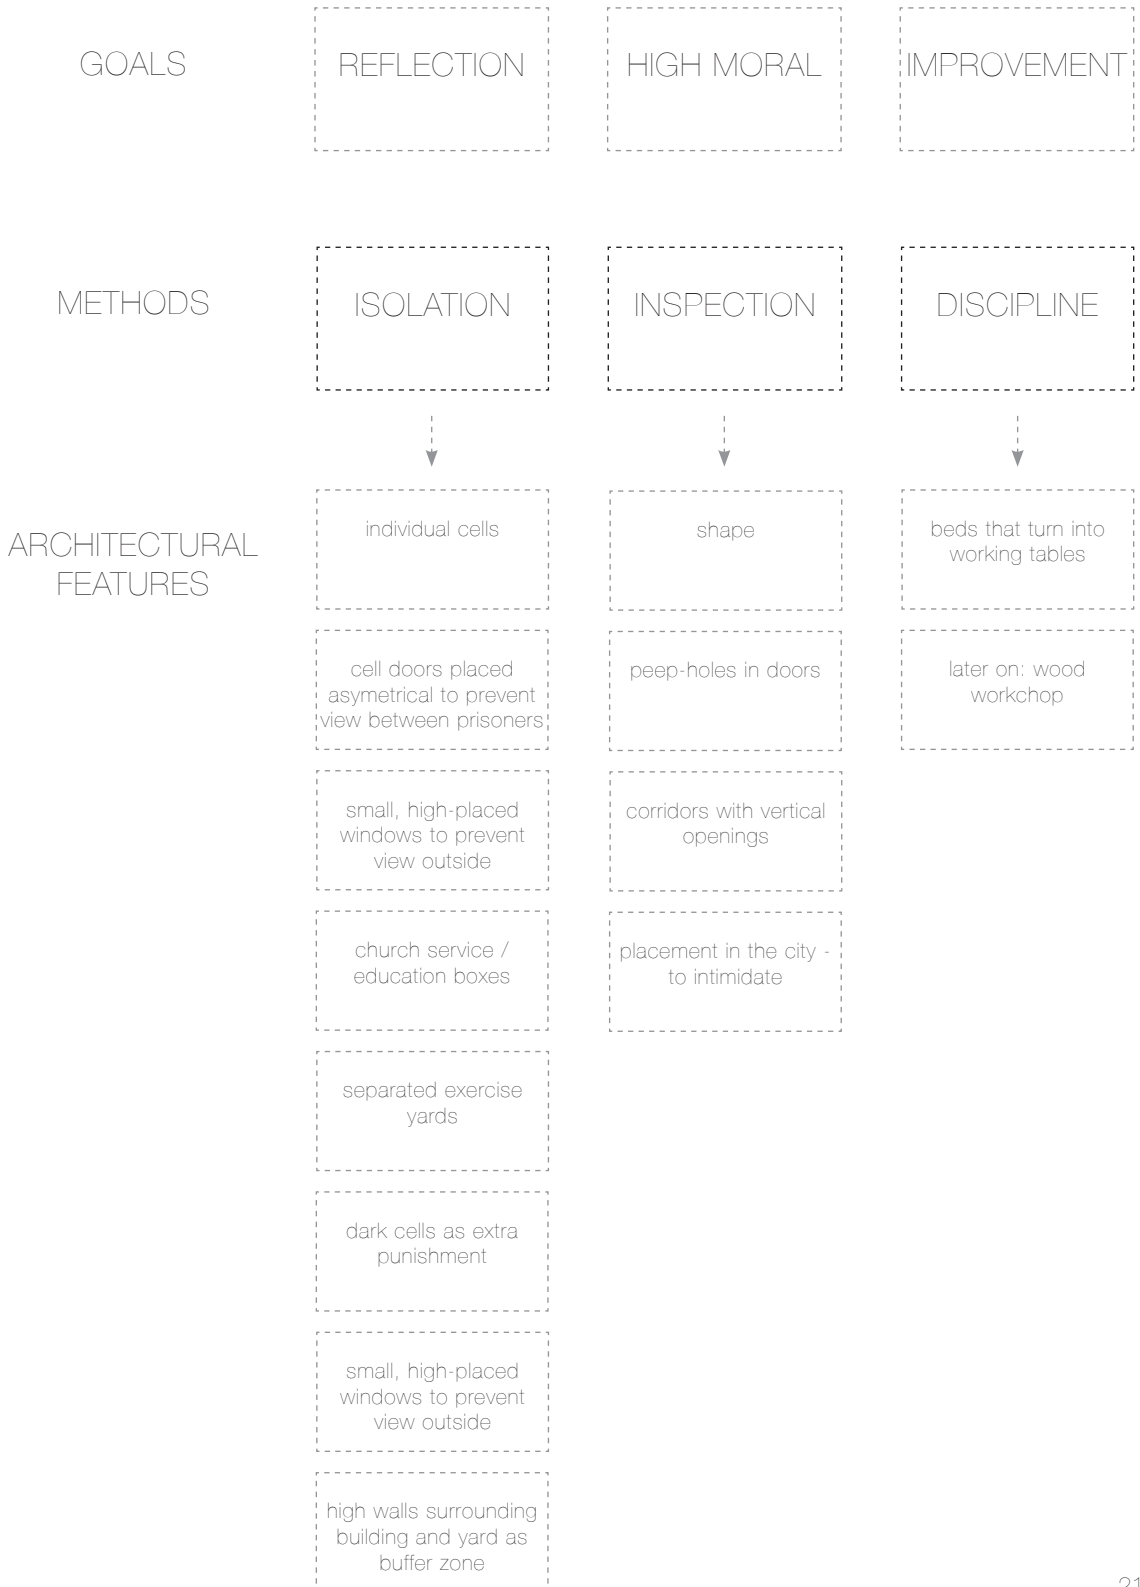 GOALS
REFLECTION
HIGH MORAL
IMPROVEMENT
METHODS
ISOLATION
INSPECTION
DISCIPLINE
ARCHITECTURAL
FEATURES
individual cells
cell doors placed
asymetrical to prevent
view between prisoners
small, high-placed
windows to prevent
view outside
church service /
education boxes
separated exercise
yards
dark cells as extra
punishment
small, high-placed
windows to prevent
view outside
high walls surrounding
building and yard as
buffer zone
shape
peep-holes in doors
corridors with vertical
openings
placement in the city -
to intimidate
beds that turn into
working tables
later on: wood
workchop
21